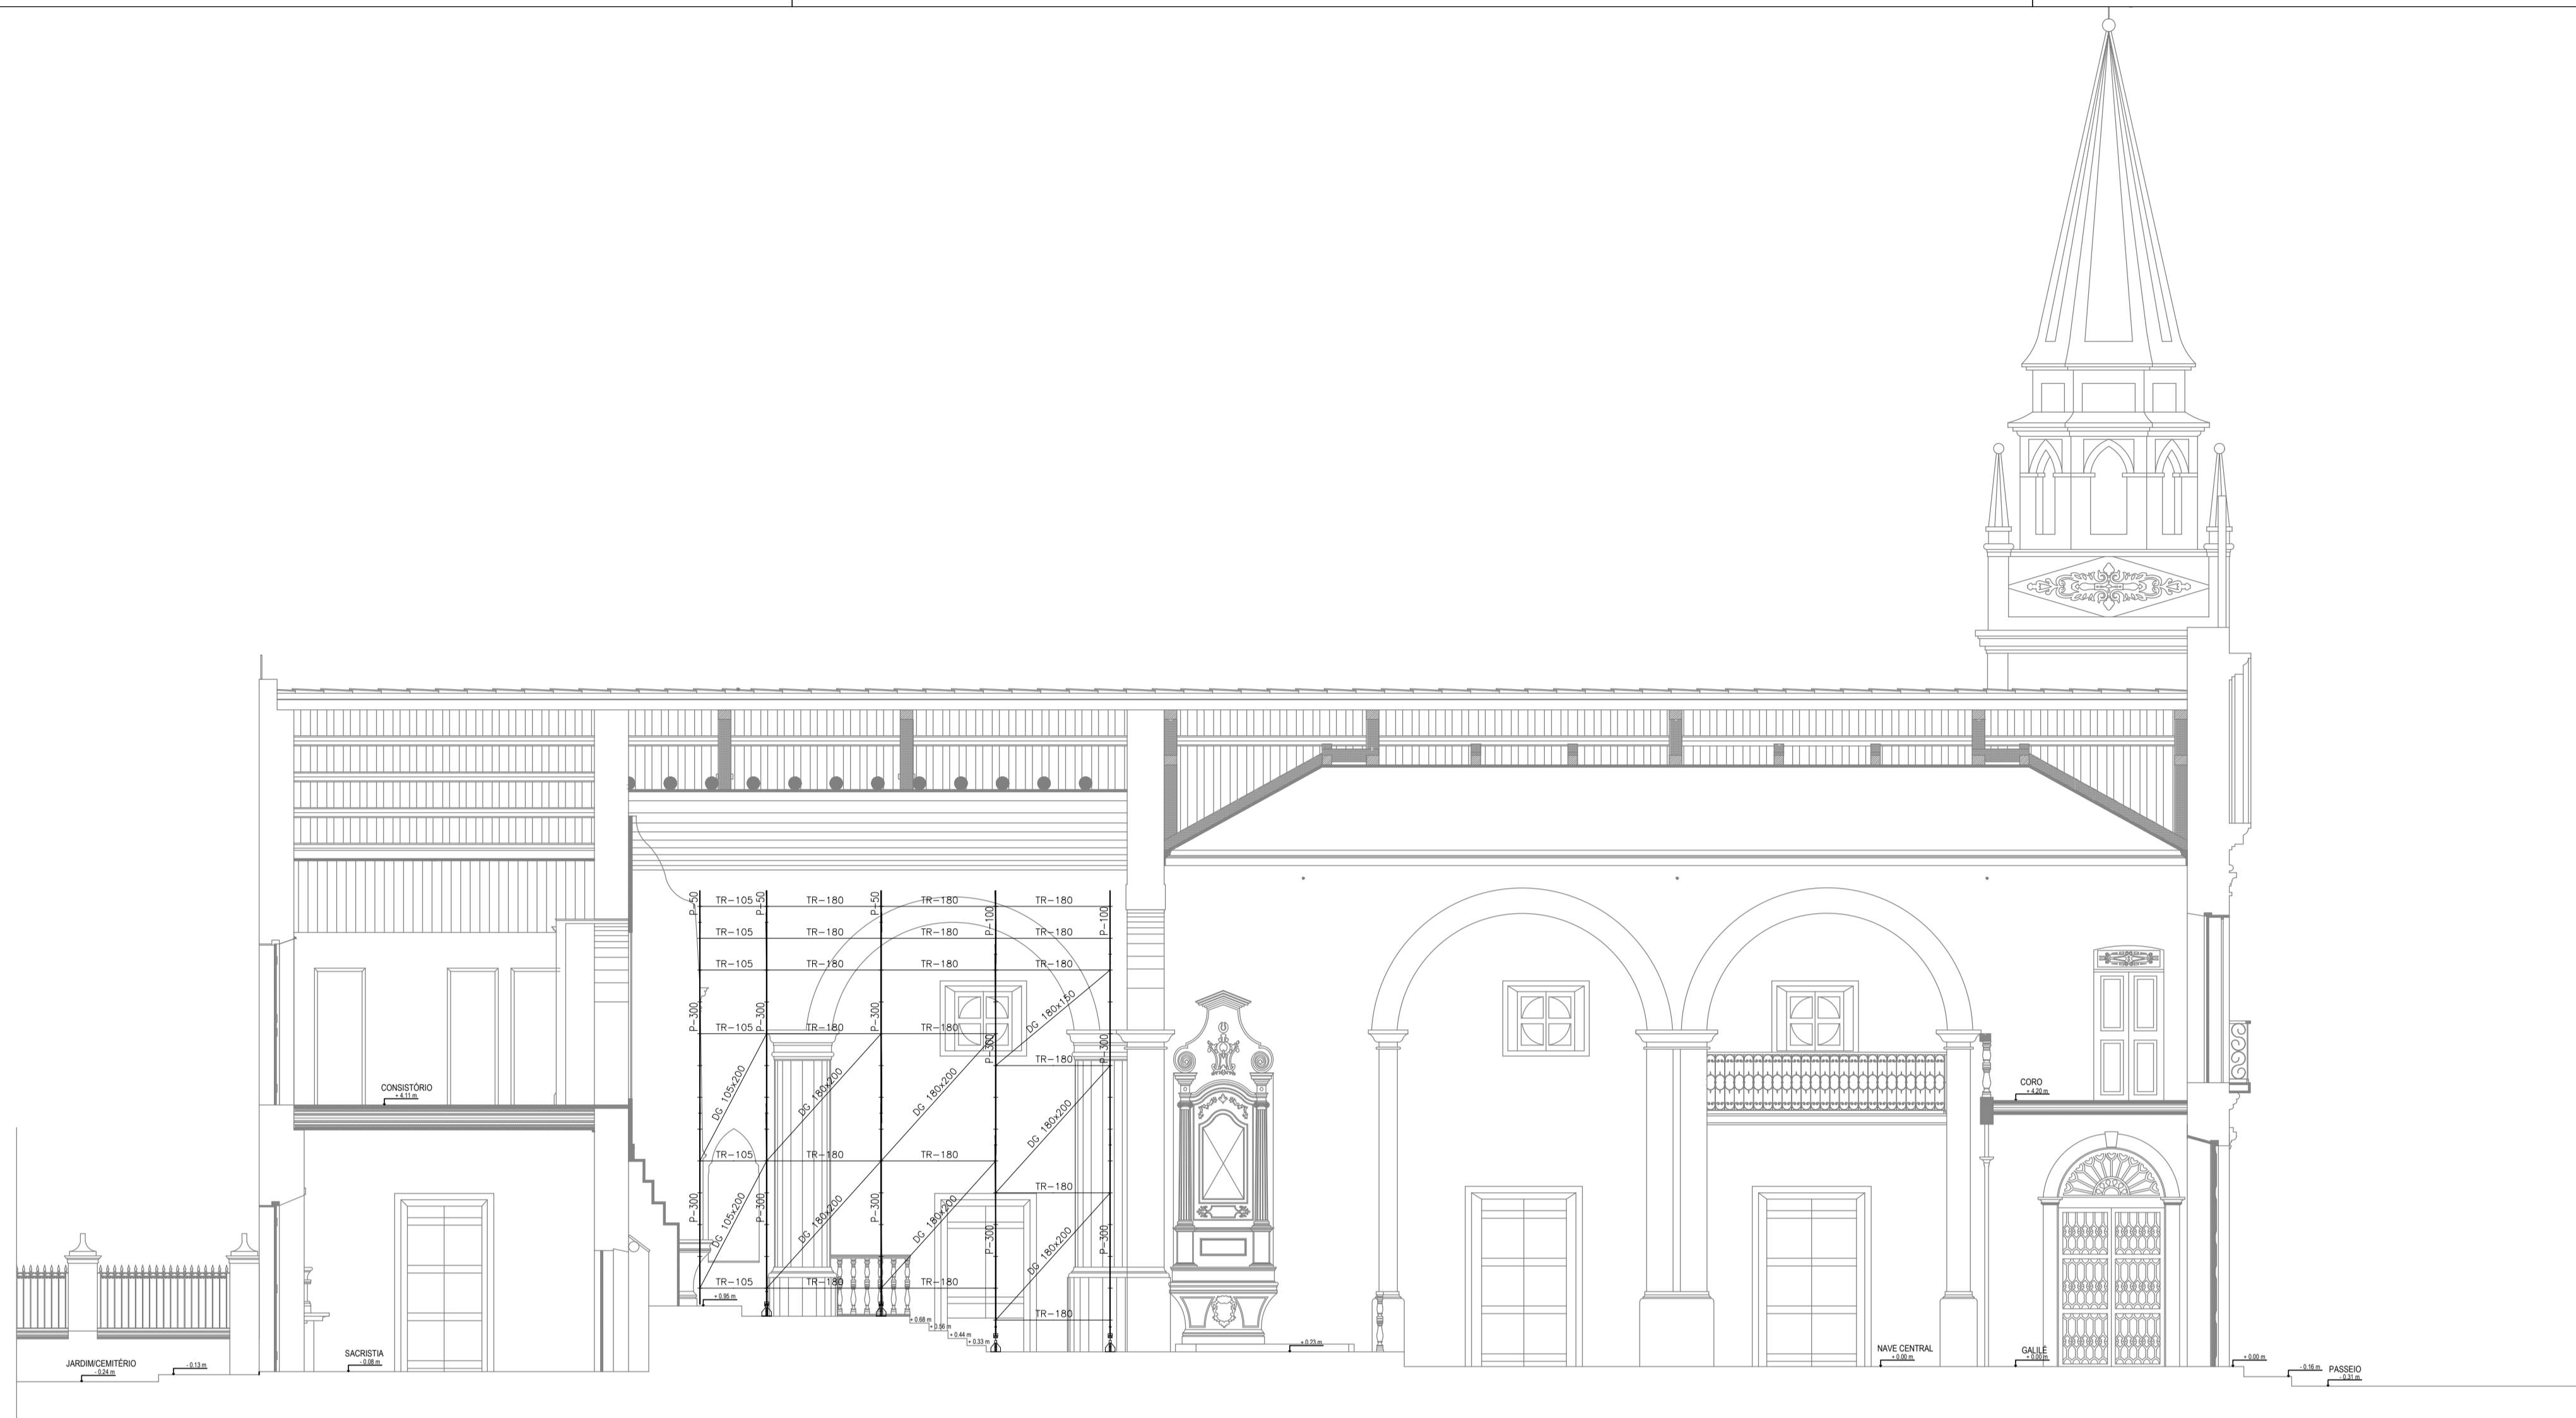 P-50
TR-105
P-50
TR-180
P-50
TR-180
P-100
TR-180
P-100
TR-105
TR-180
TR-180
TR-180
TR-105
TR-180
TR-180
TR-180
P-300
P-300
P-300
DG 180x150
TR-105
TR-180
TR-180
P-300
P-300
TR-180
DG 105x200
DG 180x200
DG 180x200
DG 180x200
CONSISTÓRIO
+ 4.11 m
CORO
+ 4.20 m
TR-105
TR-180
TR-180
TR-180
P-300
P-300
P-300
P-300
P-300
DG 105x200
DG 180x200
DG 180x200
DG 180x200
TR-105
TR-180
TR-180
TR-180
+ 0.95 m
+ 0.68 m
+ 0.56 m
+ 0.44 m
+ 0.33 m
+ 0.23 m
JARDIM/CEMITÉRIO
- 0.24 m
- 0.13 m
SACRISTIA
- 0.08 m
NAVE CENTRAL
+ 0.00 m
GALILÉ
+ 0.00 m
+ 0.00 m
- 0.16 m
PASSEIO
- 0.31 m